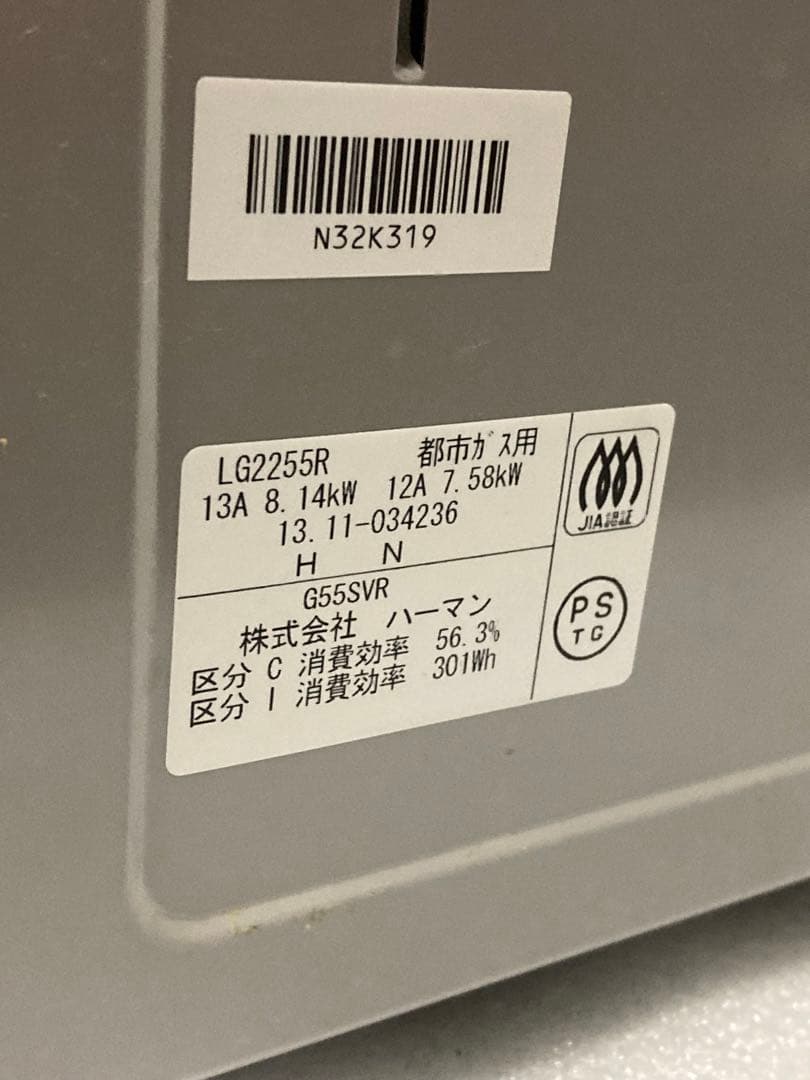 N32K319
LG2255R 都市ガス用
13A 8.14kW 12A 7.58kW
13.11-034236
H N
G55SVR
株式会社 ハーマン
区分 C 消費効率 56.3%
区分 I 消費効率 301Wh
JIA認証
PS
TG